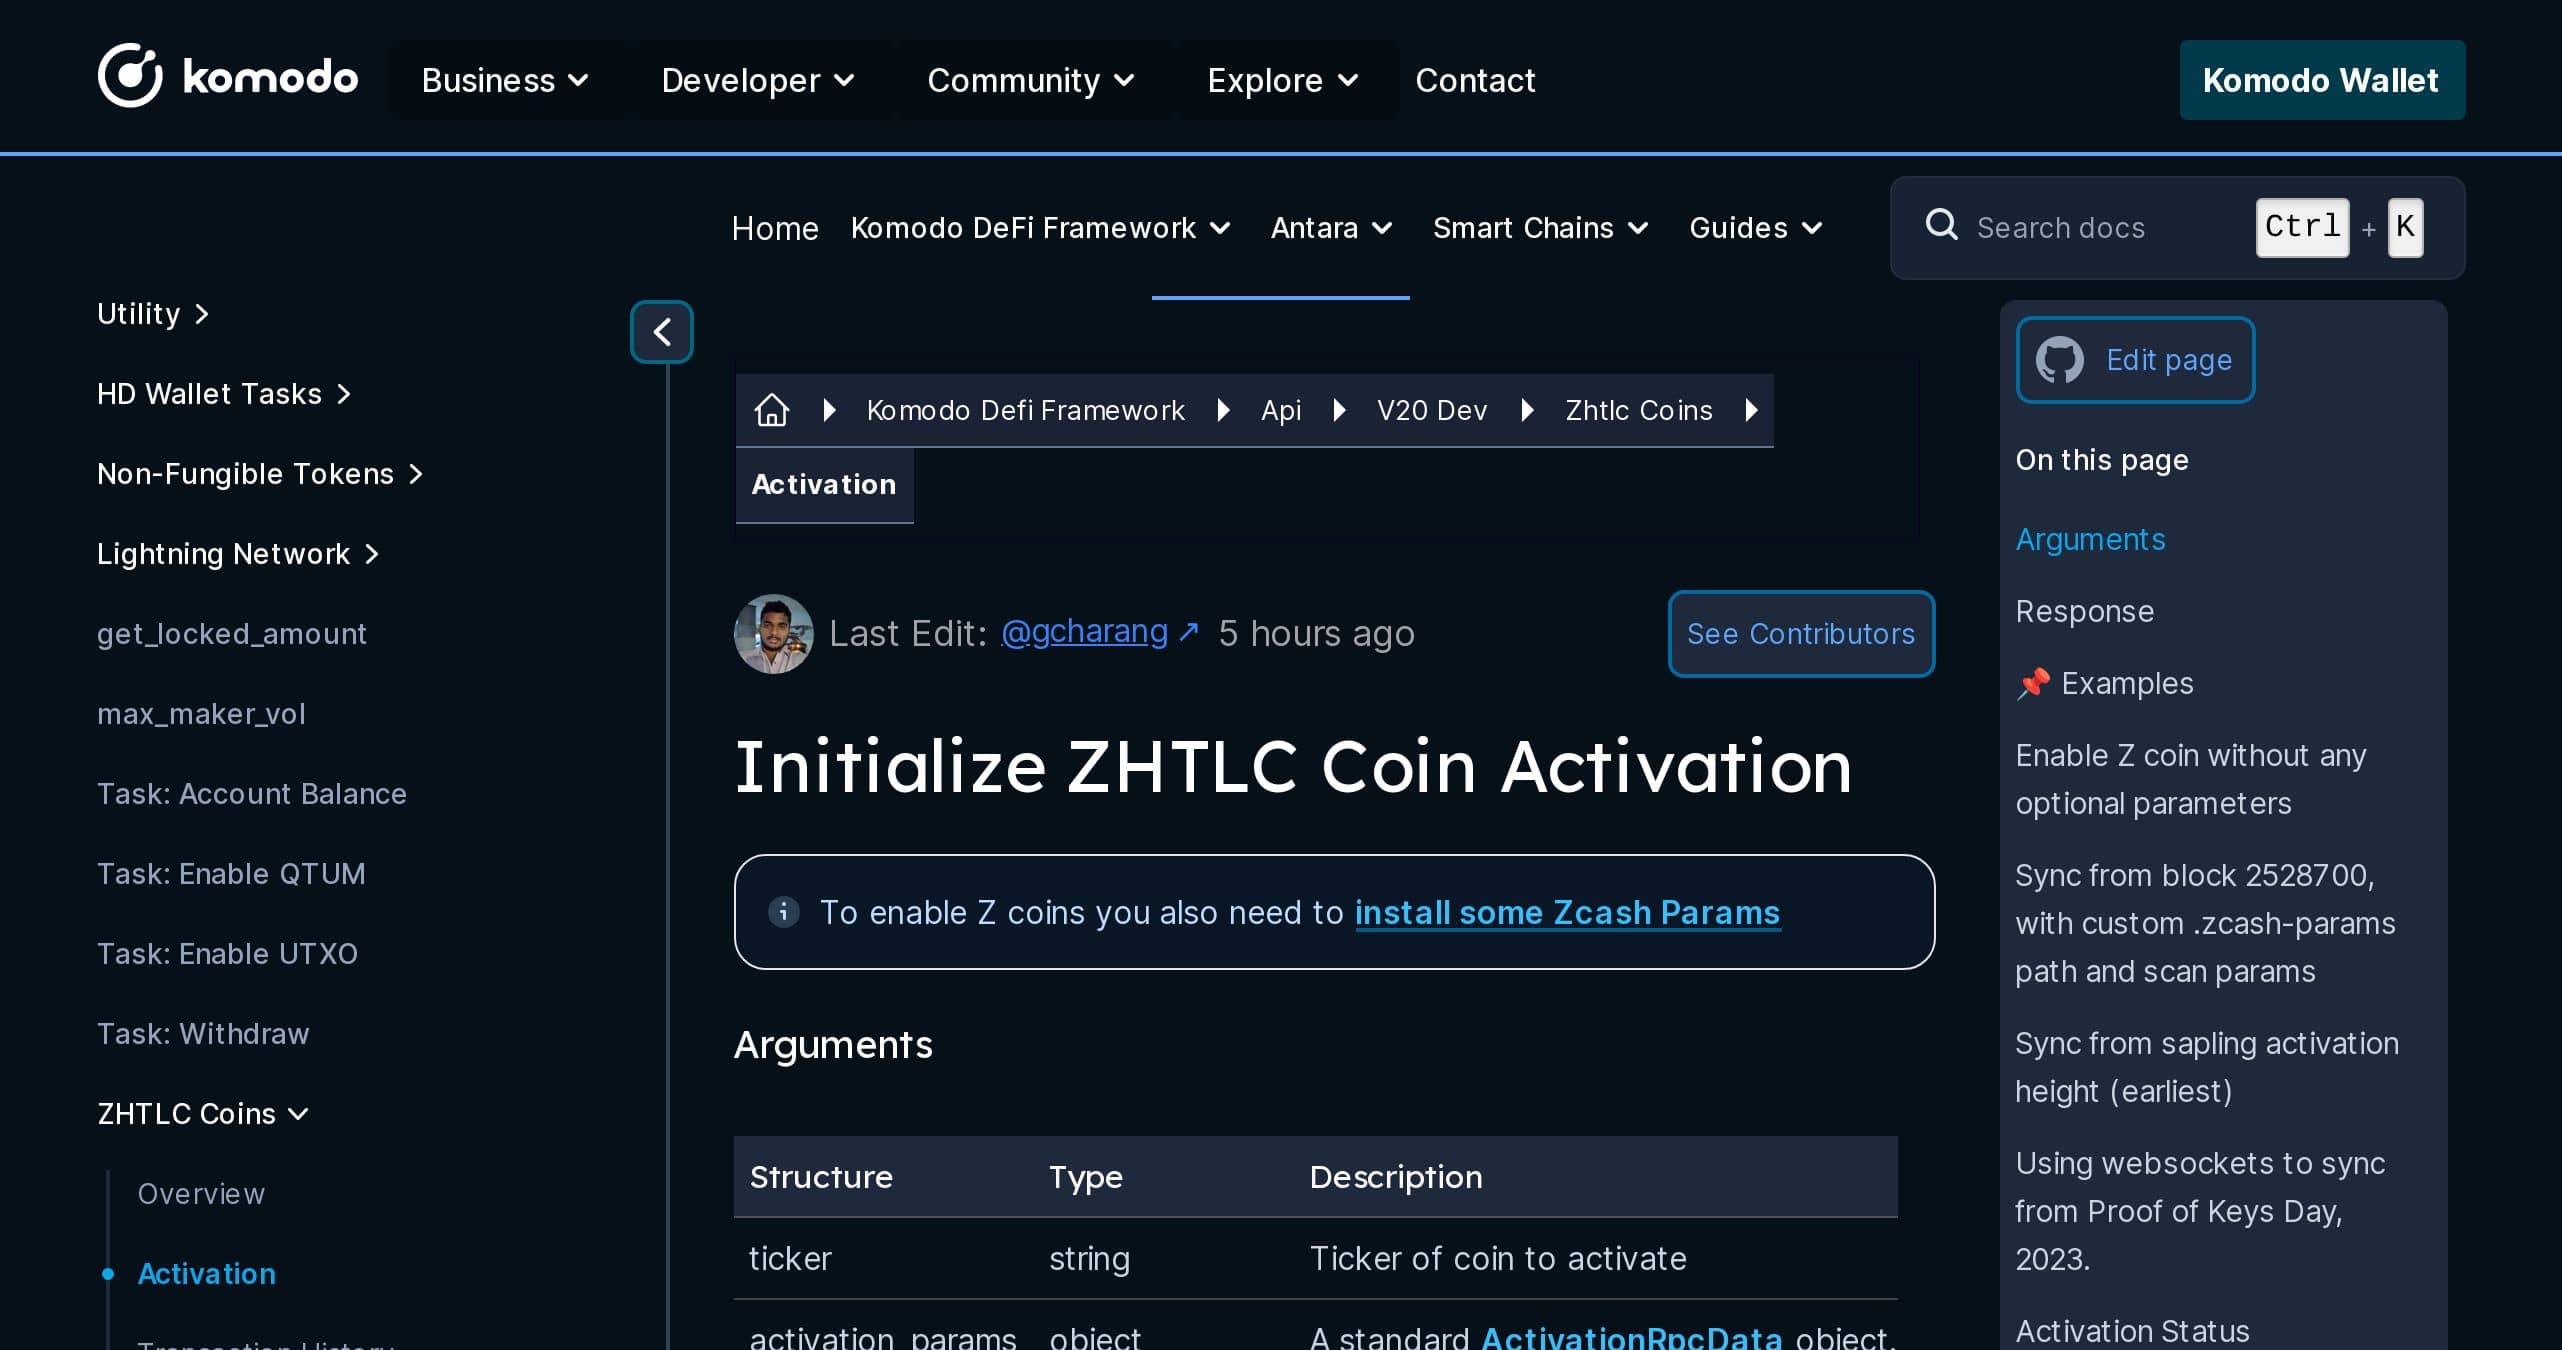 komodo
Business
Developer
Community
Explore
Contact
Komodo Wallet
Home
Komodo DeFi Framework
Antara
Smart Chains
Guides
Search docs
Ctrl + K
Utility
HD Wallet Tasks
Non-Fungible Tokens
Lightning Network
get_locked_amount
max_maker_vol
Task: Account Balance
Task: Enable QTUM
Task: Enable UTXO
Task: Withdraw
ZHTLC Coins
Overview
Activation
Transaction History
Komodo Defi Framework
Api
V20 Dev
Zhtlc Coins
Activation
Last Edit: @gcharang ↗ 5 hours ago
See Contributors
Initialize ZHTLC Coin Activation
To enable Z coins you also need to install some Zcash Params
Arguments
Structure Type Description
ticker string Ticker of coin to activate
activation_params object A standard ActivationRpcData object.
Edit page
On this page
Arguments
Response
📌 Examples
Enable Z coin without any
optional parameters
Sync from block 2528700,
with custom .zcash-params
path and scan params
Sync from sapling activation
height (earliest)
Using websockets to sync
from Proof of Keys Day,
2023.
Activation Status